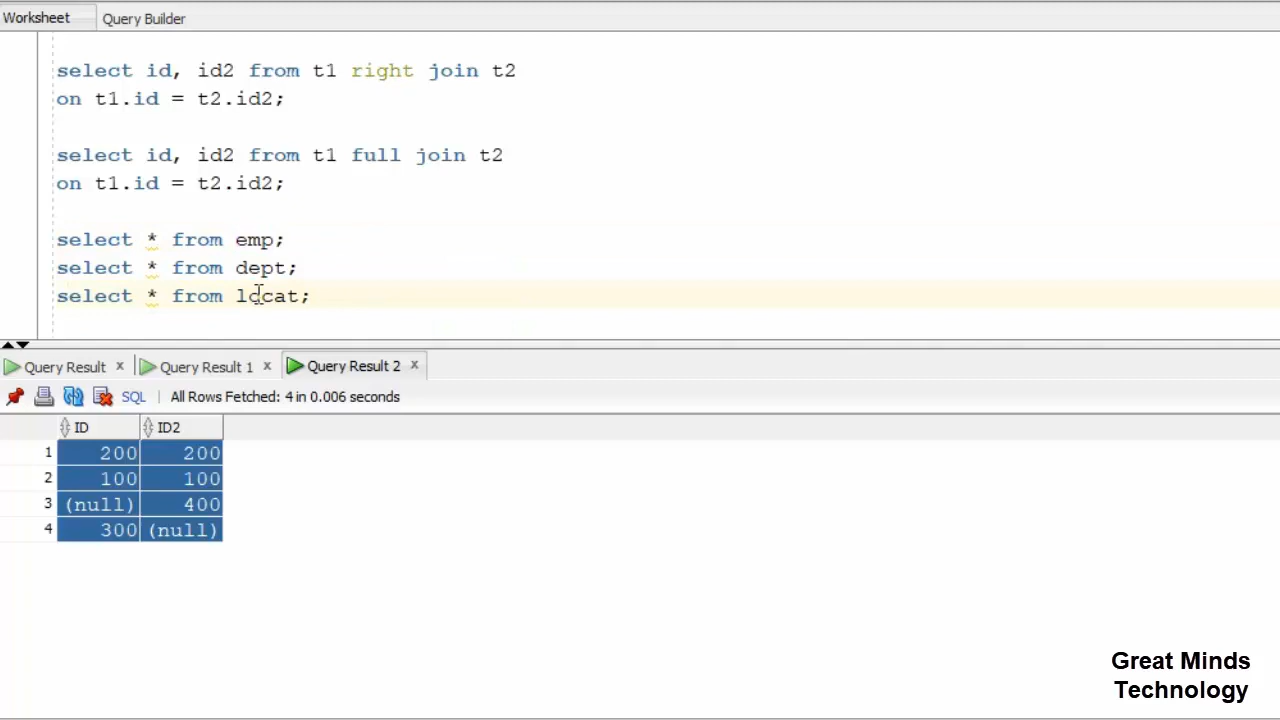 Worksheet Query Builder
select id, id2 from t1 right join t2
on t1.id = t2.id2;
select id, id2 from t1 full join t2
on t1.id = t2.id2;
select * from emp;
select * from dept;
select * from locat;
Query Result x Query Result 1 x Query Result 2 x
SQL | All Rows Fetched: 4 in 0.006 seconds
ID ID2
1 200 200
2 100 100
3 (null) 400
4 300 (null)
Great Minds
Technology